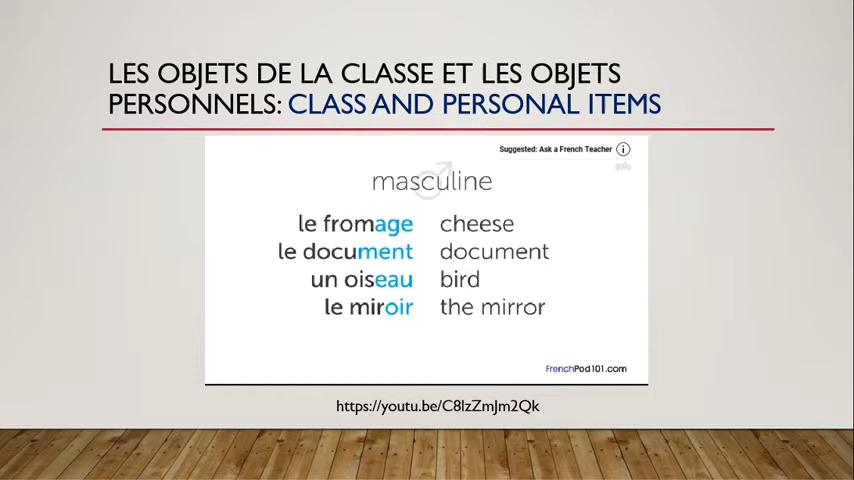 LES OBJETS DE LA CLASSE ET LES OBJETS
PERSONNELS: CLASS AND PERSONAL ITEMS
Suggested: Ask a French Teacher
masculine
le fromage cheese
le document document
un oiseau bird
le miroir the mirror
FrenchPod101.com
https://youtu.be/C8lzZmJm2Qk